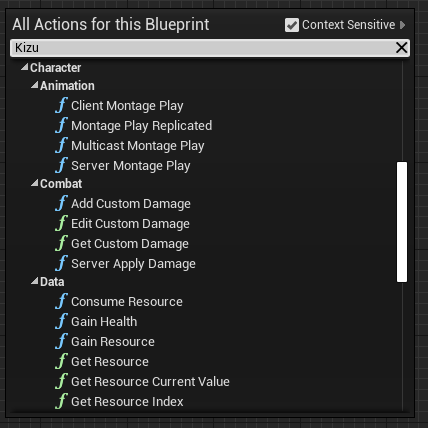 All Actions for this Blueprint
Context Sensitive
Kizu
Character
Animation
Client Montage Play
Montage Play Replicated
Multicast Montage Play
Server Montage Play
Combat
Add Custom Damage
Edit Custom Damage
Get Custom Damage
Server Apply Damage
Data
Consume Resource
Gain Health
Gain Resource
Get Resource
Get Resource Current Value
Get Resource Index